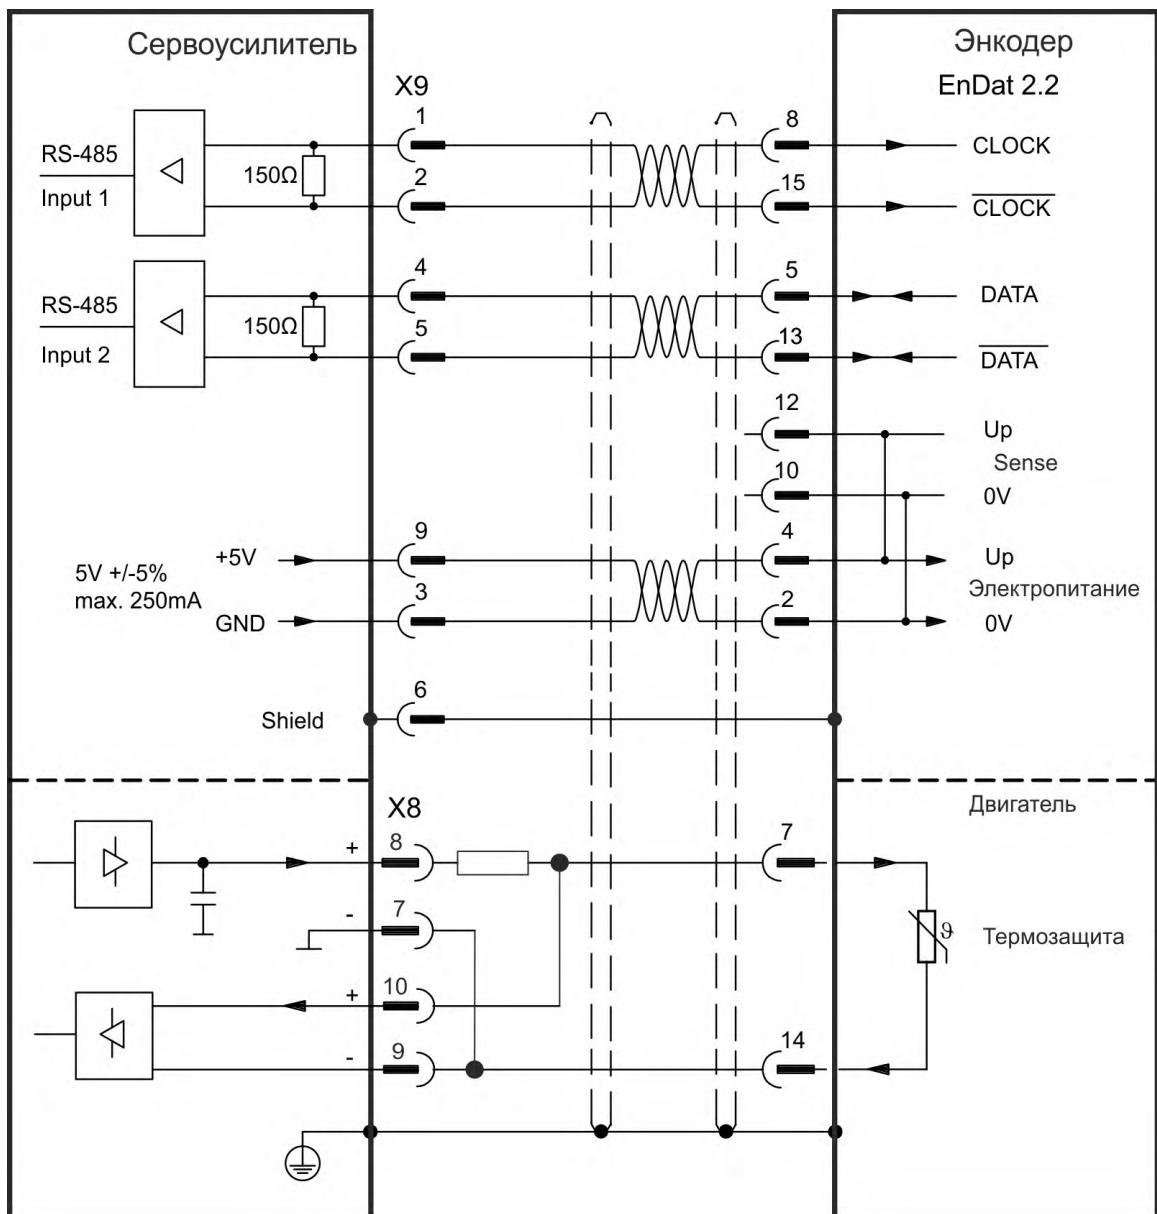 Сервоусилитель
Энкодер
EnDat 2.2
X9
1
8
RS-485
150Ω
CLOCK
Input 1
2
15
CLOCK
4
5
RS-485
150Ω
DATA
Input 2
5
13
DATA
12
Up
Sense
10
0V
9
4
+5V
Up
5V +/-5%
max. 250mA
Электропитание
3
2
GND
0V
6
Shield
X8
Двигатель
8
7
+
7
-
ϑ
Термозащита
10
+
9
14
-